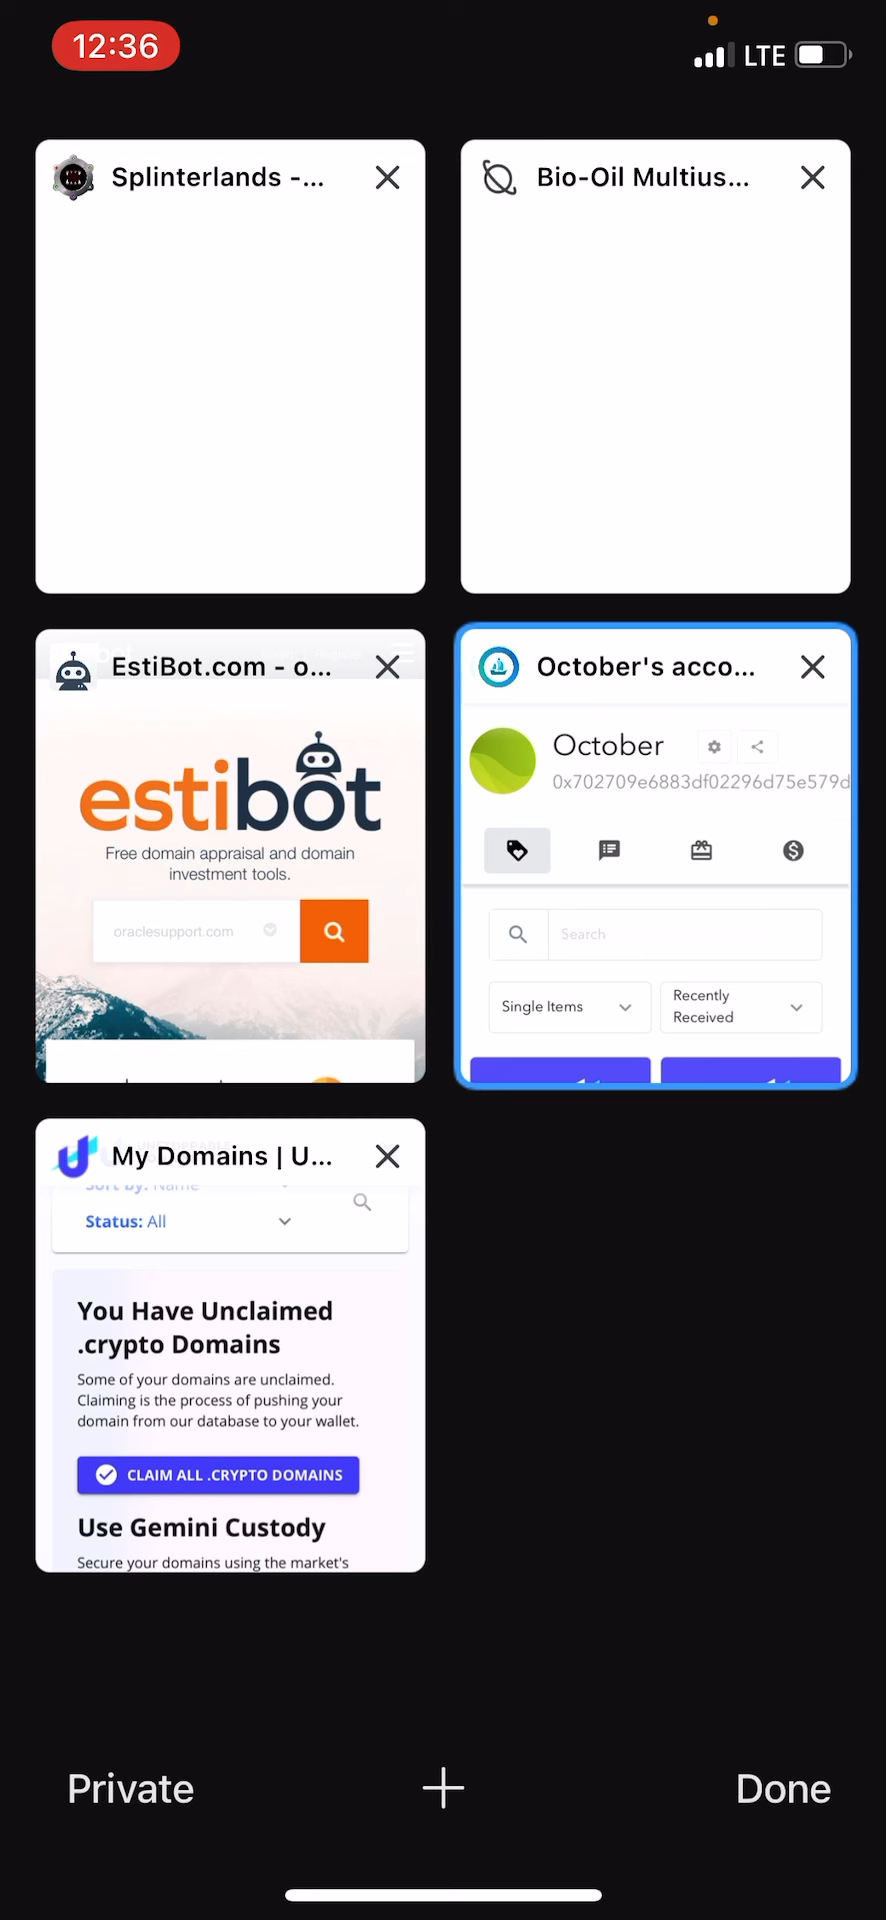 12:36
LTE
Splinterlands -...
Bio-Oil Multius...
EstiBot.com - o...
estibot
Free domain appraisal and domain
investment tools.
oraclesupport.com
October's acco...
October
0x702709e6883df02296d75e579d
Search
Single Items
Recently
Received
My Domains | U...
Sort by: Name
Status: All
You Have Unclaimed
.crypto Domains
Some of your domains are unclaimed.
Claiming is the process of pushing your
domain from our database to your wallet.
CLAIM ALL .CRYPTO DOMAINS
Use Gemini Custody
Secure your domains using the market's
Private
Done